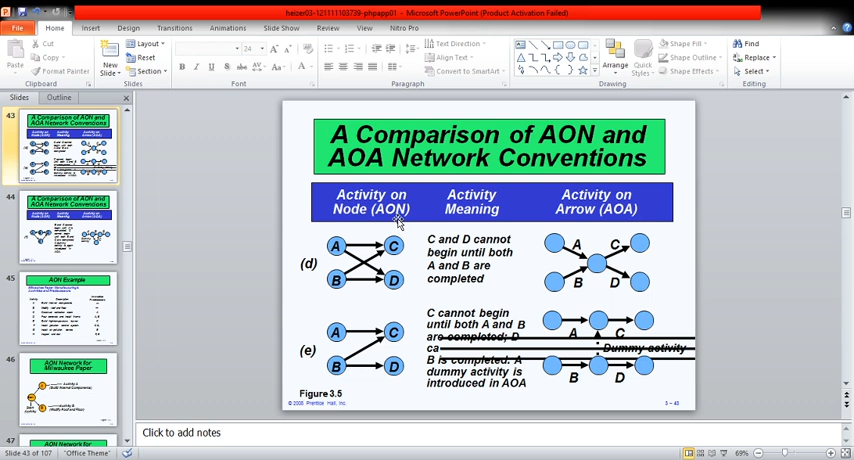 heizer03-121111103739-phpapp01 - Microsoft PowerPoint (Product Activation Failed)
File Home Insert Design Transitions Animations Slide Show Review View Nitro Pro
Cut
Copy
Format Painter
Clipboard
New Slide
Layout
Reset
Section
Slides
24
Font
Paragraph
Text Direction
Align Text
Convert to SmartArt
Arrange
Quick Styles
Shape Fill
Shape Outline
Shape Effects
Drawing
Find
Replace
Select
Editing
Slides Outline
43
44
45
AON Example
46
AON Network for
Milwaukee Paper
47
AON Network for
A Comparison of AON and
AOA Network Conventions
Activity on
Node (AON)
Activity
Meaning
Activity on
Arrow (AOA)
(d)
A C
B D
C and D cannot
begin until both
A and B are
completed
A C
B D
(e)
A C
B D
C cannot begin
until both A and B
are completed; D
ca
B is completed. A
dummy activity is
introduced in AOA
A C
Dummy activity
B D
Figure 3.5
© 2005 Prentice Hall, Inc.
3 – 43
Click to add notes
Slide 43 of 107 "Office Theme" 69%